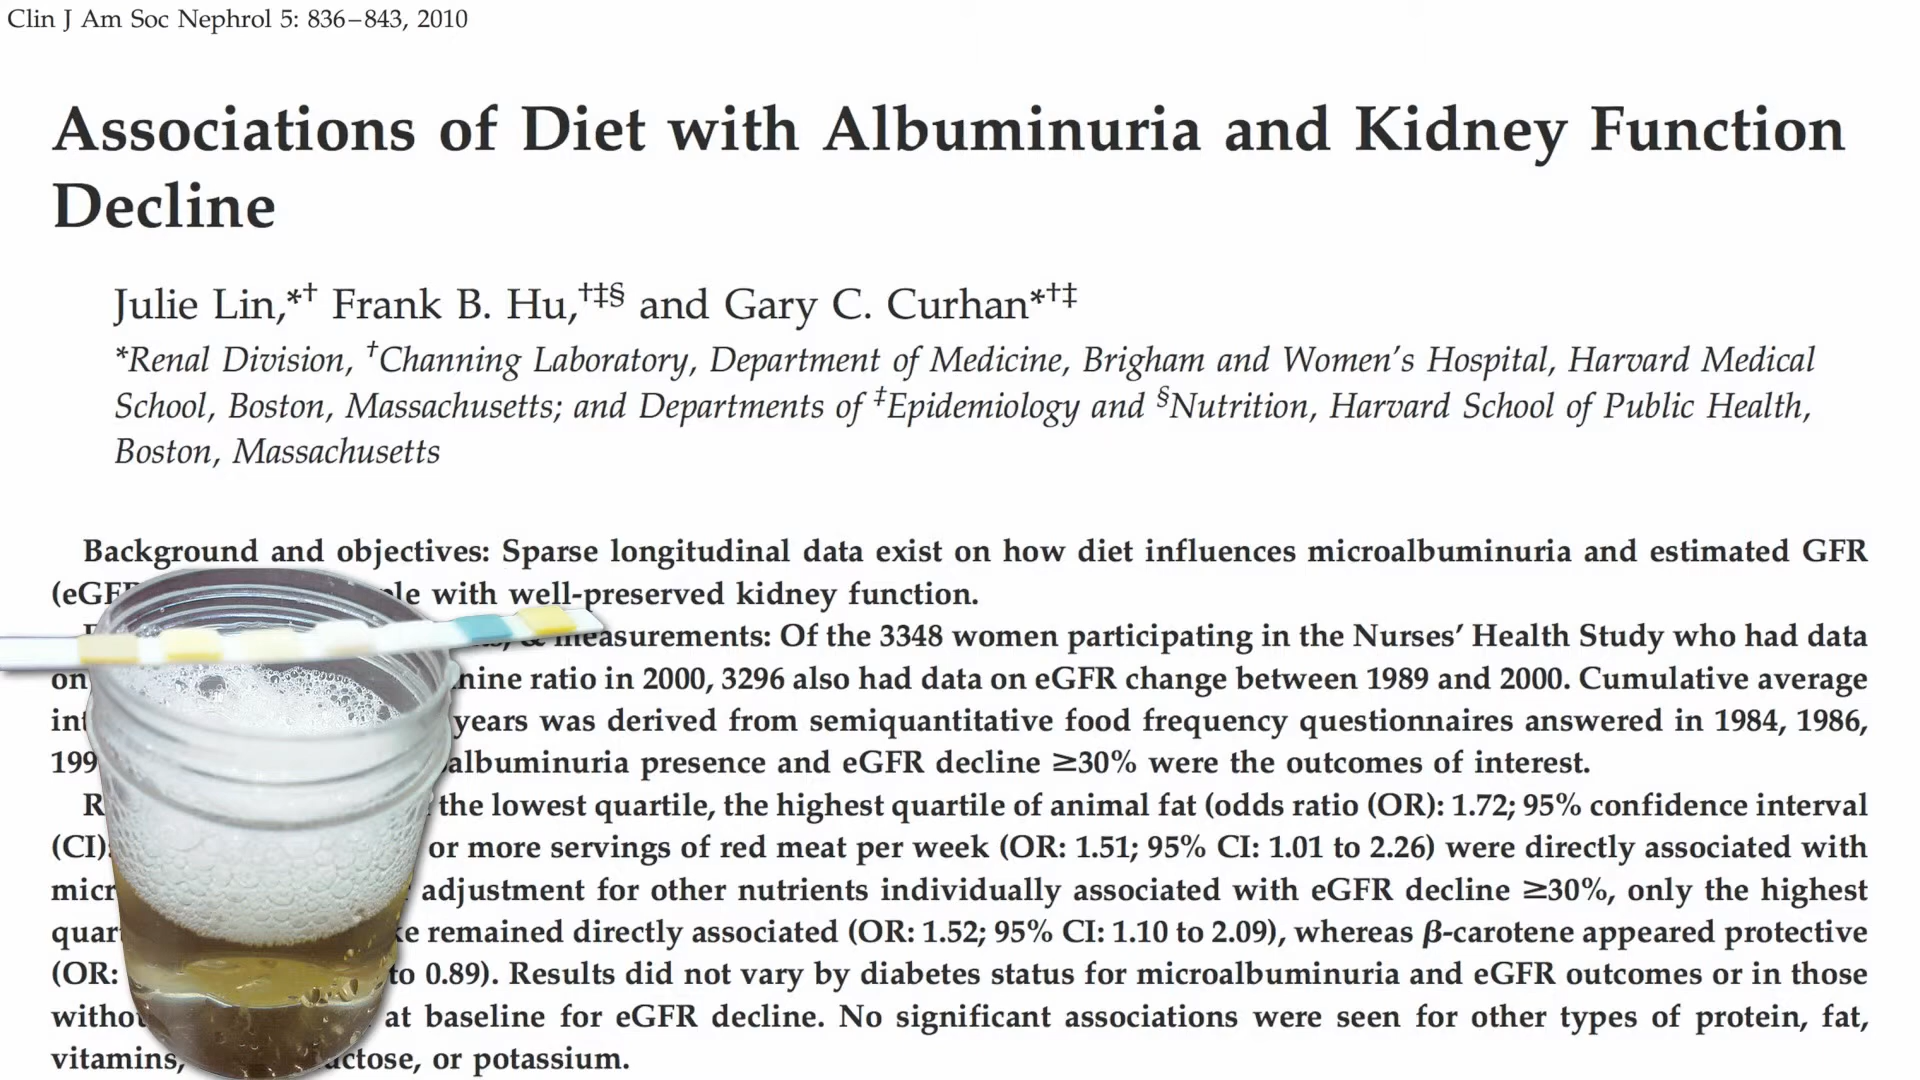 Clin J Am Soc Nephrol 5: 836–843, 2010
Associations of Diet with Albuminuria and Kidney Function
Decline
Julie Lin,*† Frank B. Hu,†‡§ and Gary C. Curhan*†‡
*Renal Division, †Channing Laboratory, Department of Medicine, Brigham and Women's Hospital, Harvard Medical
School, Boston, Massachusetts; and Departments of ‡Epidemiology and §Nutrition, Harvard School of Public Health,
Boston, Massachusetts
Background and objectives: Sparse longitudinal data exist on how diet influences microalbuminuria and estimated GFR
with well-preserved kidney function.
measurements: Of the 3348 women participating in the Nurses' Health Study who had data
on ratio in 2000, 3296 also had data on eGFR change between 1989 and 2000. Cumulative average
years was derived from semiquantitative food frequency questionnaires answered in 1984, 1986,
presence and eGFR decline ≥30% were the outcomes of interest.
the lowest quartile, the highest quartile of animal fat (odds ratio (OR): 1.72; 95% confidence interval
(CI): or more servings of red meat per week (OR: 1.51; 95% CI: 1.01 to 2.26) were directly associated with
adjustment for other nutrients individually associated with eGFR decline ≥30%, only the highest
remained directly associated (OR: 1.52; 95% CI: 1.10 to 2.09), whereas β-carotene appeared protective
(OR: to 0.89). Results did not vary by diabetes status for microalbuminuria and eGFR outcomes or in those
at baseline for eGFR decline. No significant associations were seen for other types of protein, fat,
vitamins, or potassium.